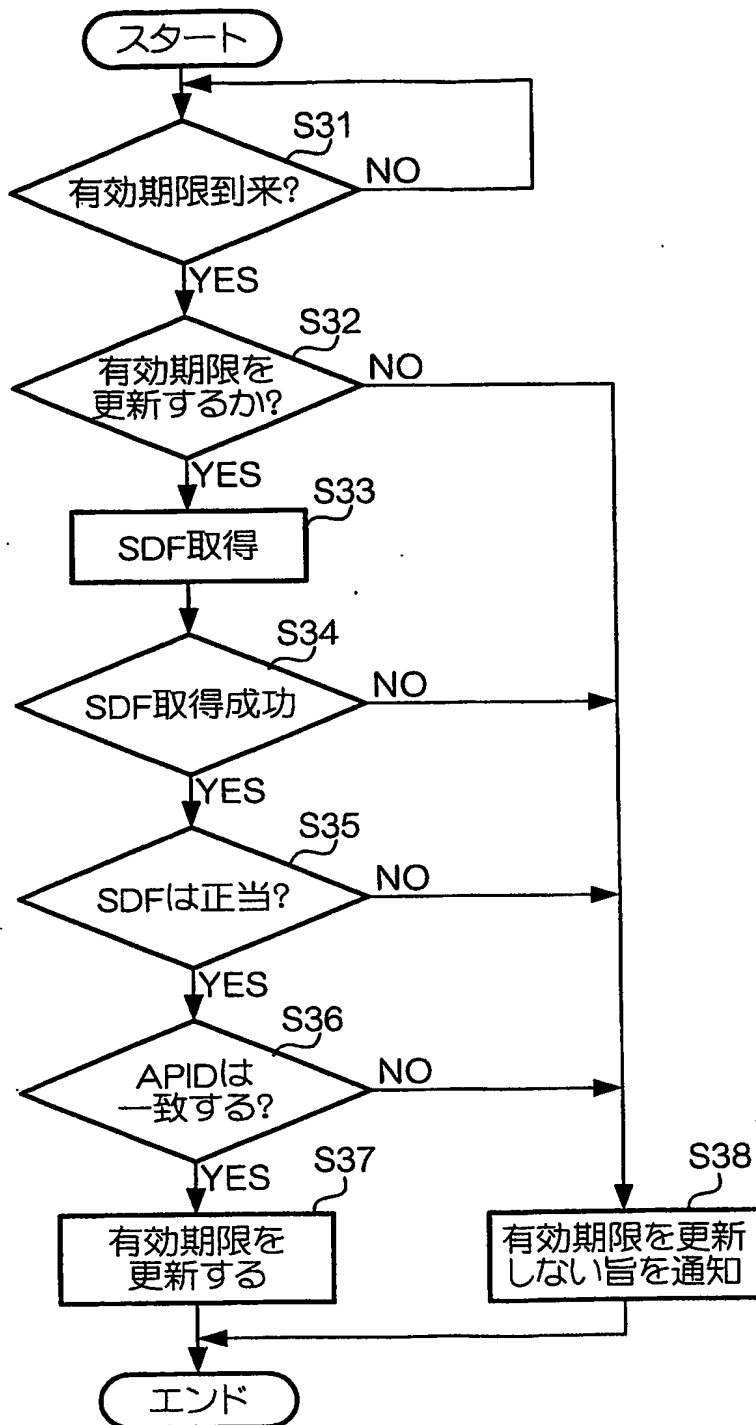 スタート
S31
有効期限到来?
NO
YES
S32
有効期限を
更新するか?
NO
YES
S33
SDF取得
S34
SDF取得成功
NO
YES
S35
SDFは正当?
NO
YES
S36
APIDは
一致する?
NO
YES
S37
有効期限を
更新する
S38
有効期限を更新
しない旨を通知
エンド